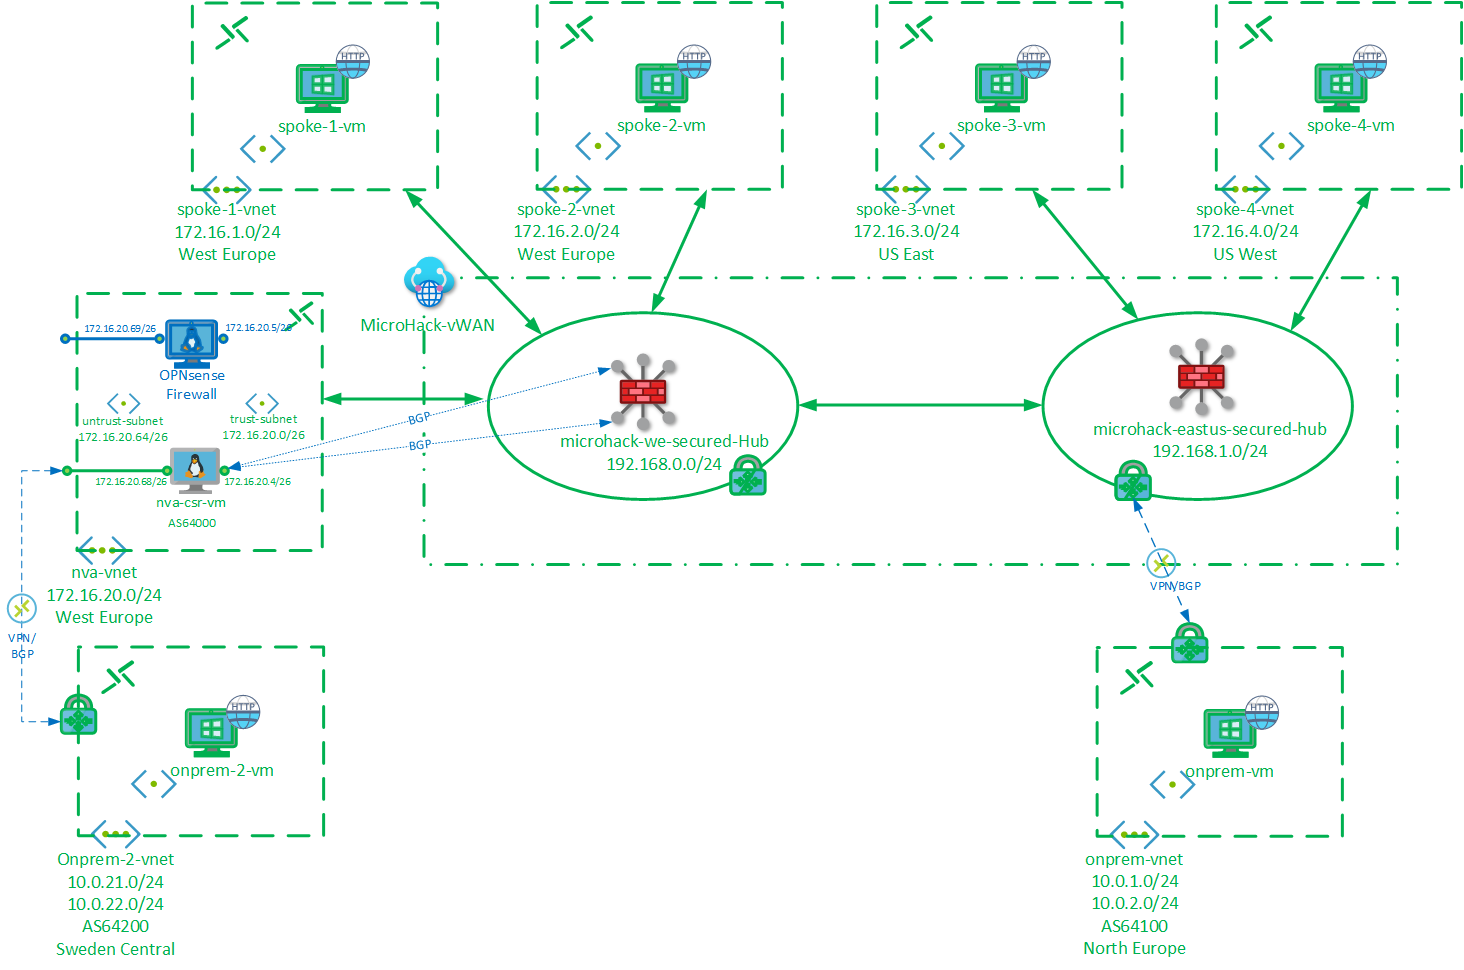 HTTP
spoke-1-vm
spoke-1-vnet
172.16.1.0/24
West Europe
HTTP
spoke-2-vm
spoke-2-vnet
172.16.2.0/24
West Europe
HTTP
spoke-3-vm
spoke-3-vnet
172.16.3.0/24
US East
HTTP
spoke-4-vm
spoke-4-vnet
172.16.4.0/24
US West
MicroHack-vWAN
172.16.20.69/26
172.16.20.5/26
OPNsense
Firewall
untrust-subnet
172.16.20.64/26
trust-subnet
172.16.20.0/26
172.16.20.68/26
172.16.20.4/26
nva-csr-vm
AS64000
nva-vnet
172.16.20.0/24
West Europe
BGP
BGP
microhack-we-secured-Hub
192.168.0.0/24
microhack-eastus-secured-hub
192.168.1.0/24
VPN/BGP
VPN/
BGP
HTTP
onprem-2-vm
Onprem-2-vnet
10.0.21.0/24
10.0.22.0/24
AS64200
Sweden Central
HTTP
onprem-vm
onprem-vnet
10.0.1.0/24
10.0.2.0/24
AS64100
North Europe